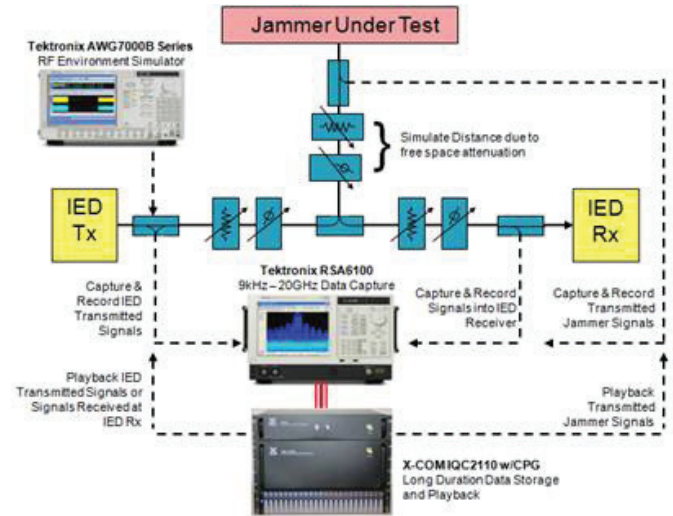 Jammer Under Test
Tektronix AWG7000B Series
RF Environment Simulator
Simulate Distance due to
free space attenuation
IED
Tx
IED
Rx
Tektronix RSA6100
9kHz – 20GHz Data Capture
Capture &
Record IED
Transmitted
Signals
Capture & Record
Signals into IED
Receiver
Capture & Record
Transmitted
Jammer Signals
Playback IED
Transmitted Signals or
Signals Received at
IED Rx
Playback
Transmitted
Jammer Signals
X-COM IQC2110 w/CPG
Long Duration Data Storage
and Playback